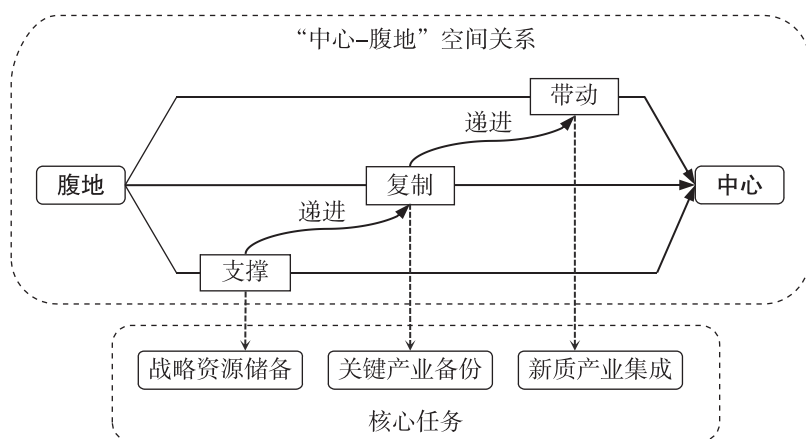 “中心–腹地”空间关系
带动
递进
腹地
复制
中心
递进
支撑
战略资源储备
关键产业备份
新质产业集成
核心任务